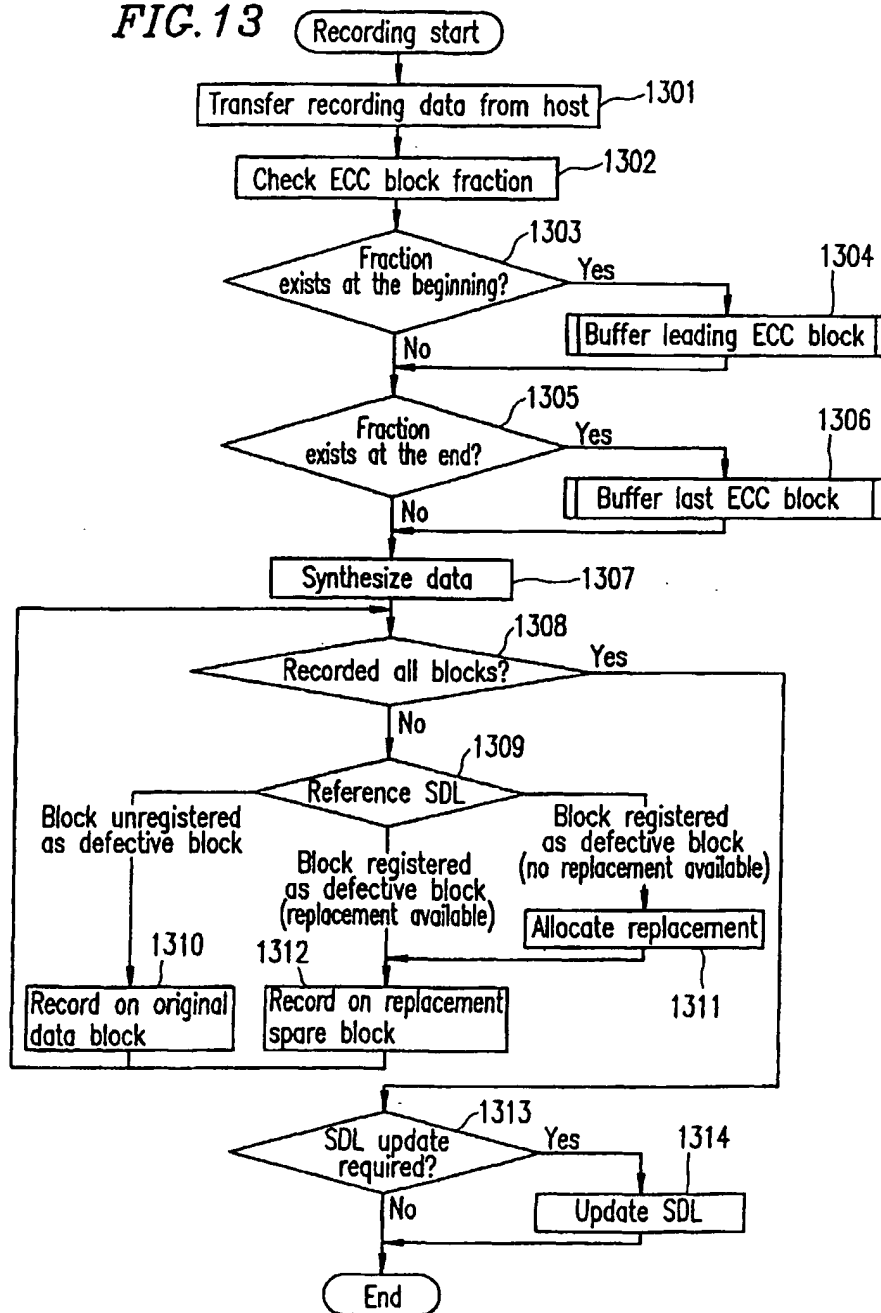 FIG. 13
Recording start
Transfer recording data from host
1301
Check ECC block fraction
1302
1303
Fraction
exists at the beginning?
Yes
No
1304
Buffer leading ECC block
1305
Fraction
exists at the end?
Yes
No
1306
Buffer last ECC block
Synthesize data
1307
1308
Recorded all blocks?
Yes
No
1309
Reference SDL
Block unregistered
as defective block
Block registered
as defective block
(replacement available)
Block registered
as defective block
(no replacement available)
Allocate replacement
1311
1310
Record on original
data block
1312
Record on replacement
spare block
1313
SDL update
required?
Yes
No
1314
Update SDL
End